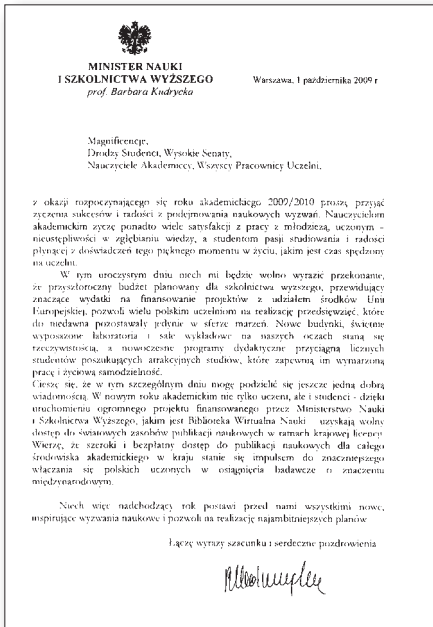 MINISTER NAUKI
I SZKOLNICTWA WYŻSZEGO
prof. Barbara Kudrycka
Warszawa, 1 października 2009 r
Magnificencje,
Drodzy Studenci, Wysokie Senaty,
Nauczyciele Akademiccy, Wszyscy Pracownicy Uczelni,
z okazji rozpoczynającego się roku akademickiego 2009/2010 proszę przyjąć
życzenia sukcesów i radości z podejmowania naukowych wyzwań. Nauczycielom
akademickim życzę ponadto wiele satysfakcji z pracy z młodzieżą, uczonym –
nieustępliwości w zgłębianiu wiedzy, a studentom pasji studiowania i radości
płynącej z doświadczeń tego pięknego momentu w życiu, jakim jest czas spędzony
na uczelni.
W tym uroczystym dniu niech mi będzie wolno wyrazić przekonanie,
że przyszłoroczny budżet planowany dla szkolnictwa wyższego, przewidujący
znaczące wydatki na finansowanie projektów z udziałem środków Unii
Europejskiej, pozwoli wielu polskim uczelniom na realizację przedsięwzięć, które
do niedawna pozostawały jedynie w sferze marzeń. Nowe budynki, świetnie
wyposażone laboratoria i sale wykładowe na naszych oczach staną się
rzeczywistością, a nowoczesne programy dydaktyczne przyciągną licznych
studentów poszukujących atrakcyjnych studiów, które zapewnią im wymarzoną
pracę i życiową samodzielność.
Cieszę się, że w tym szczególnym dniu mogę podzielić się jeszcze jedną dobrą
wiadomością. W nowym roku akademickim nie tylko uczeni, ale i studenci - dzięki
uruchomieniu ogromnego projektu finansowanego przez Ministerstwo Nauki
i Szkolnictwa Wyższego, jakim jest Biblioteka Wirtualna Nauki uzyskają wolny
dostęp do światowych zasobów publikacji naukowych w ramach krajowej licencji.
Wierzę, że szeroki i bezpłatny dostęp do publikacji naukowych dla całego
środowiska akademickiego w kraju stanie się impulsem do znaczniejszego
włączania się polskich uczonych w osiągnięcia badawcze o znaczeniu
międzynarodowym.
Niech więc nadchodzący rok postawi przed nami wszystkimi nowe,
inspirujące wyzwania naukowe i pozwoli na realizację najambitniejszych planów
Łączę wyrazy szacunku i serdeczne pozdrowienia